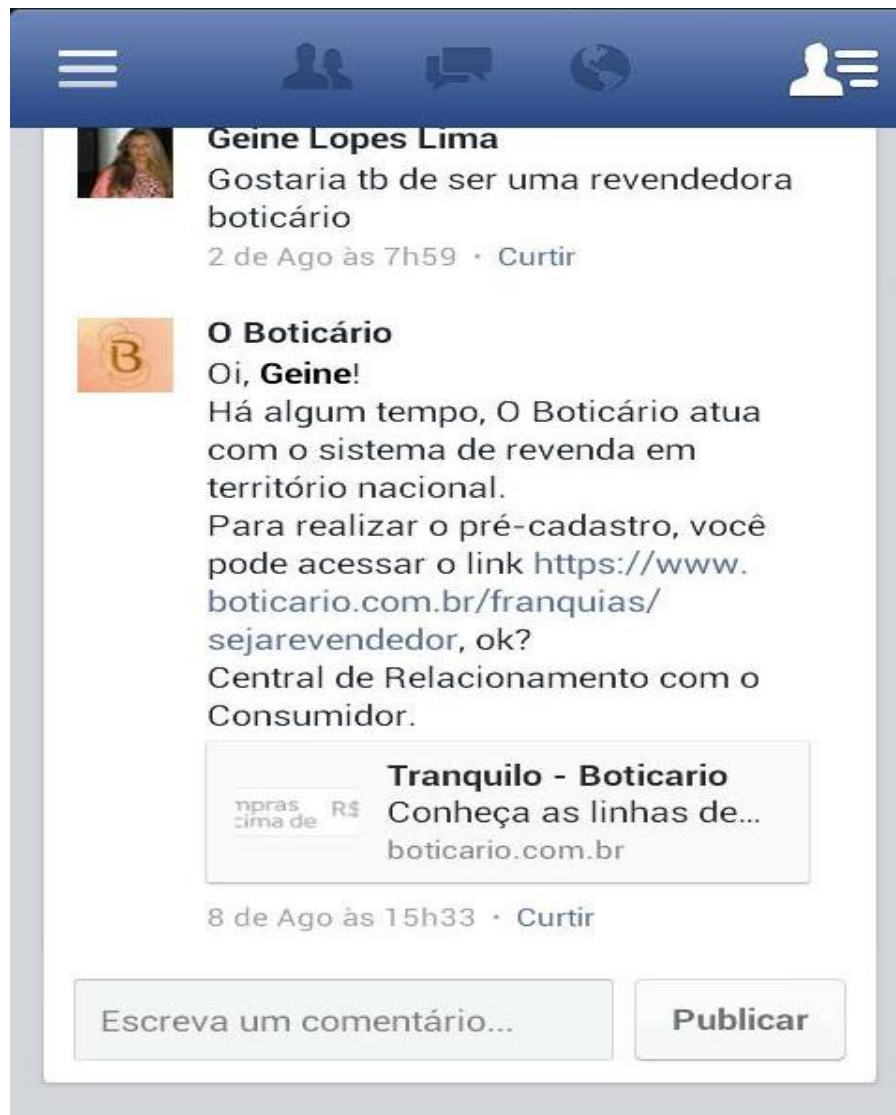 Geine Lopes Lima
Gostaria tb de ser uma revendedora
boticário
2 de Ago às 7h59 · Curtir
B
O Boticário
Oi, Geine!
Há algum tempo, O Boticário atua
com o sistema de revenda em
território nacional.
Para realizar o pré-cadastro, você
pode acessar o link https://www.
boticario.com.br/franquias/
sejarevendedor, ok?
Central de Relacionamento com o
Consumidor.
Tranquilo - Boticario
mpras R$
cima de
Conheça as linhas de...
boticario.com.br
8 de Ago às 15h33 · Curtir
Escreva um comentário...
Publicar